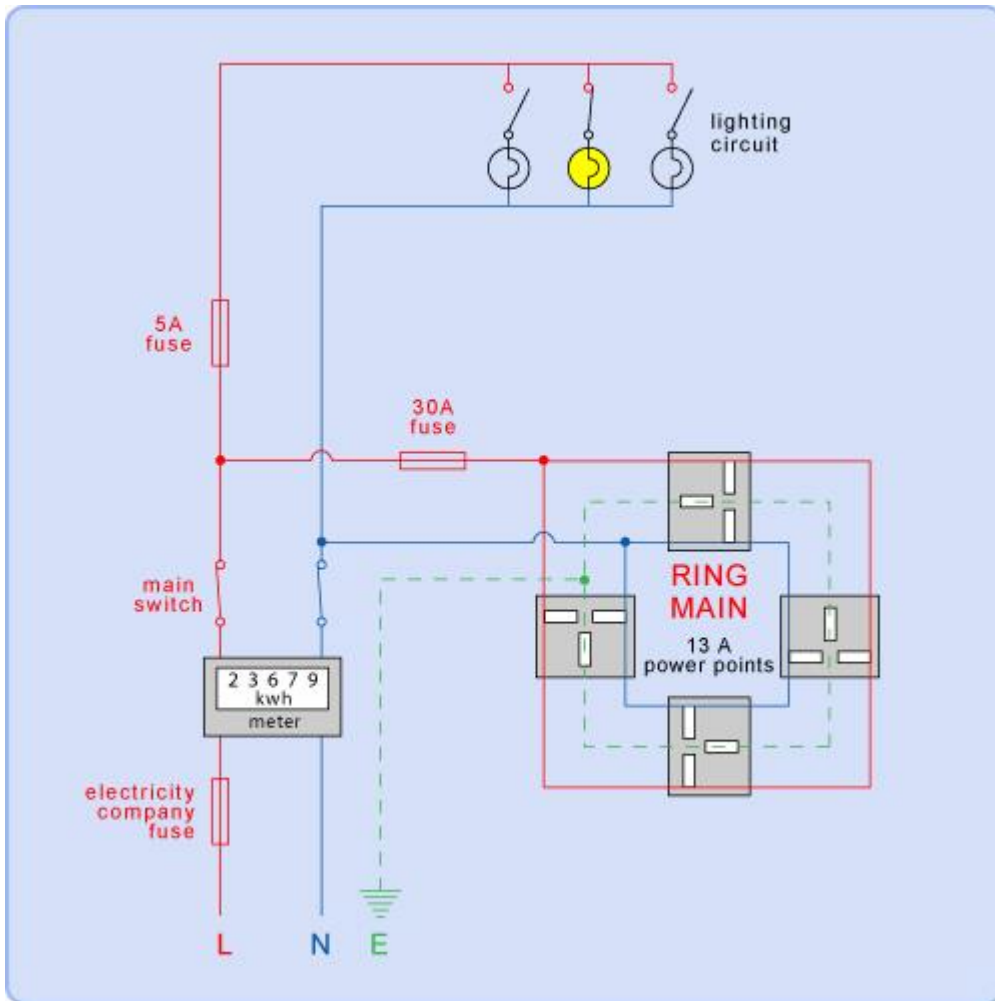 lighting
circuit
5A
fuse
30A
fuse
main
switch
RING
MAIN
13 A
power points
2 3 6 7 9
kwh
meter
electricity
company
fuse
L N E